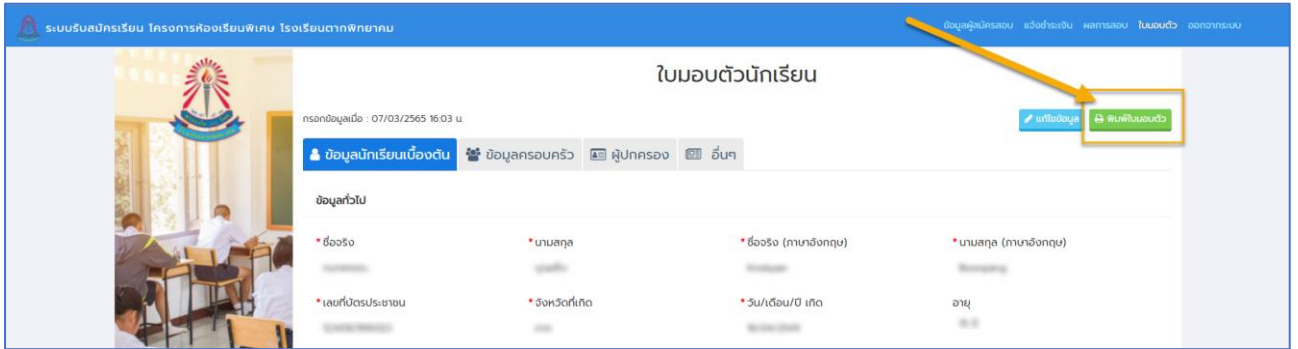 ระบบรับสมัครเรียน โครงการห้องเรียนพิเศษ โรงเรียนตากพิทยาคม
ข้อมูลผู้สมัครสอบ แจ้งชำระเงิน ผลการสอบ ใบมอบตัว ออกจากระบบ
ใบมอบตัวนักเรียน
กรอกข้อมูลเมื่อ : 07/03/2565 16:03 น.
แก้ไขข้อมูล พิมพ์ใบมอบตัว
ข้อมูลนักเรียนเบื้องต้น ข้อมูลครอบครัว ผู้ปกครอง อื่นๆ
ข้อมูลทั่วไป
* ชื่อจริง * นามสกุล * ชื่อจริง (ภาษาอังกฤษ) * นามสกุล (ภาษาอังกฤษ)
* เลขที่บัตรประชาชน * จังหวัดที่เกิด * วัน/เดือน/ปี เกิด อายุ